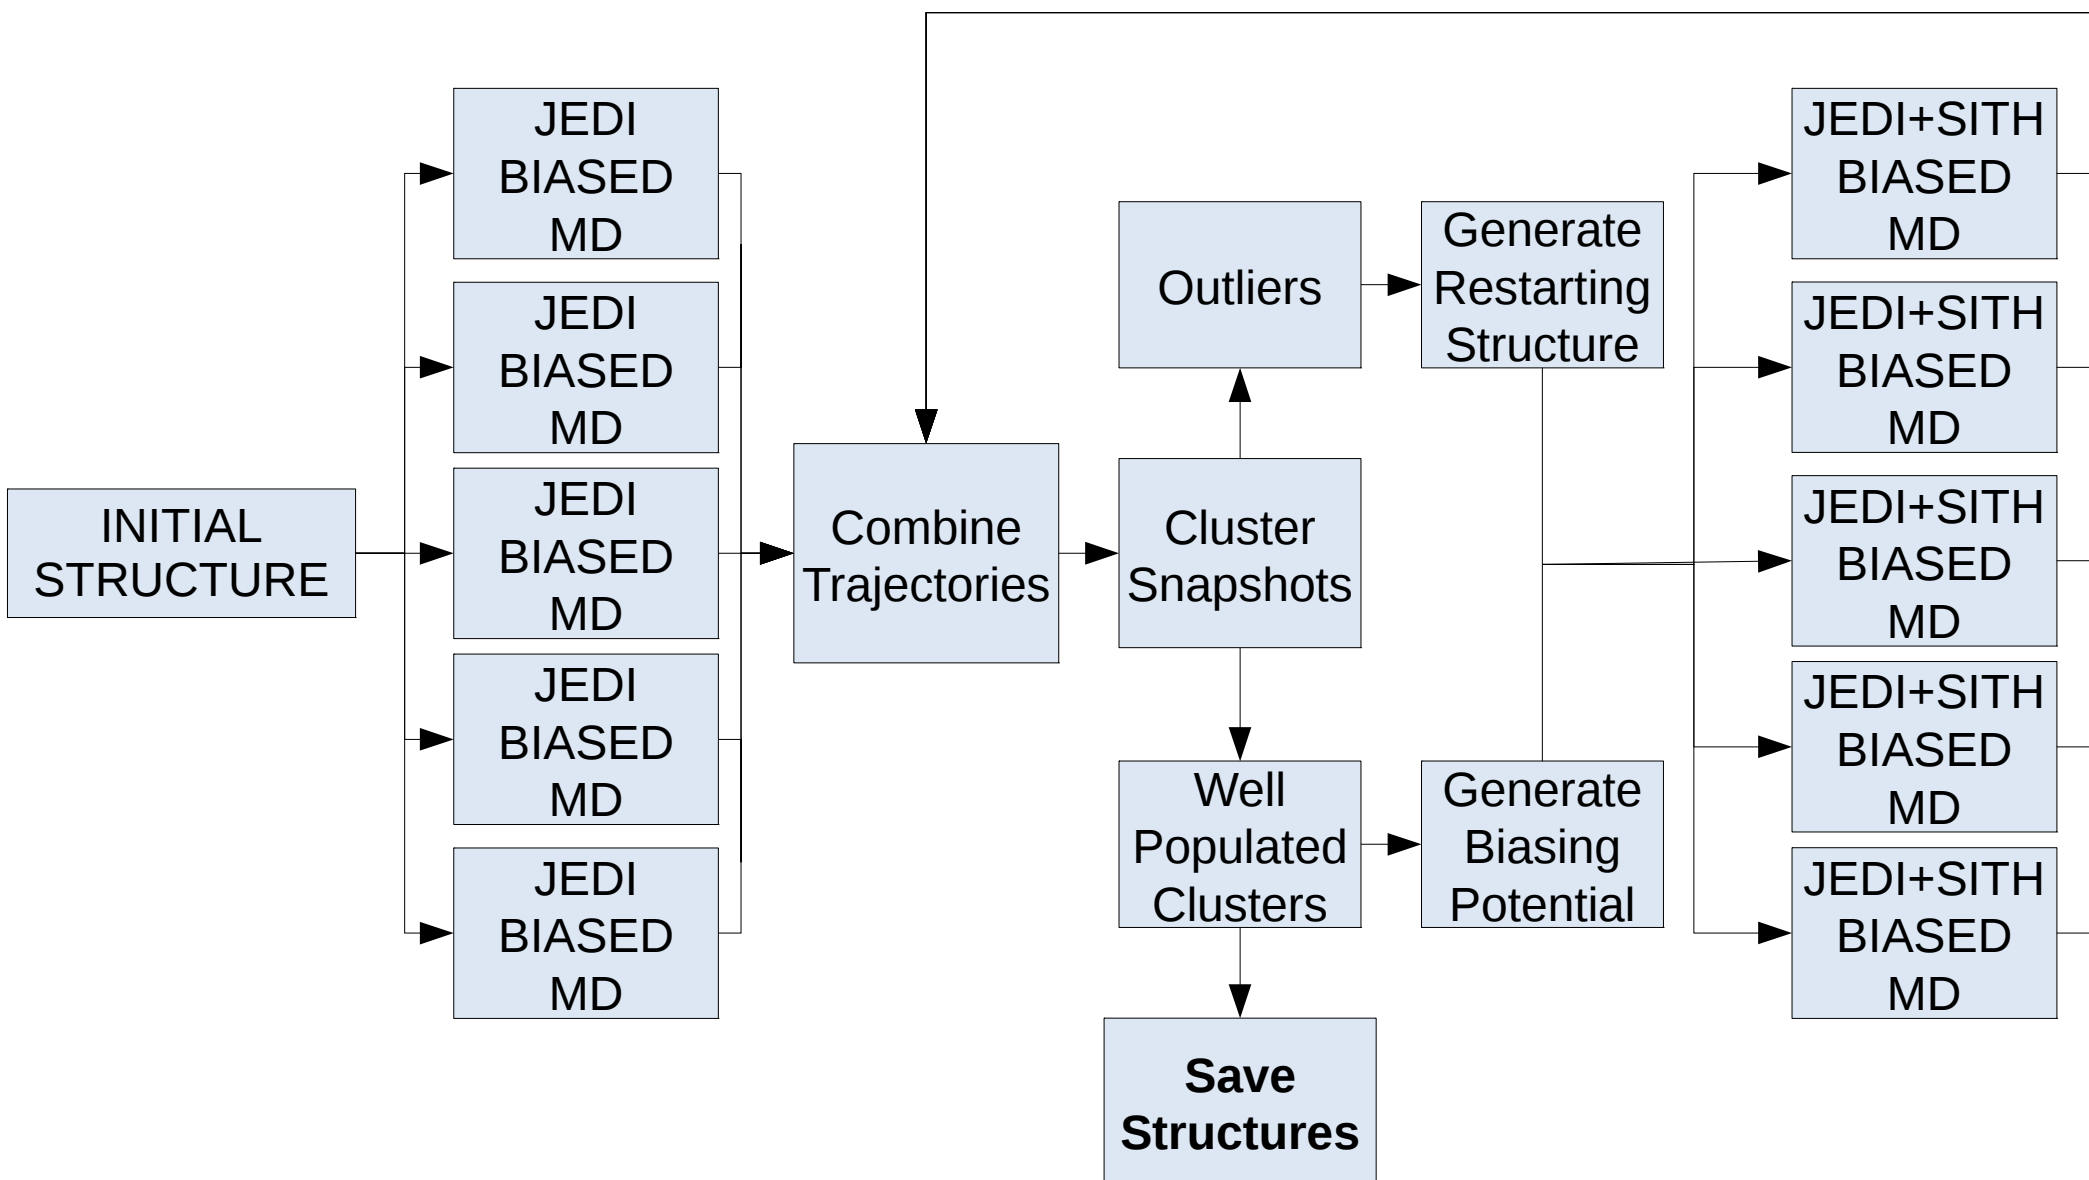 INITIAL
STRUCTURE
JEDI
BIASED
MD
JEDI
BIASED
MD
JEDI
BIASED
MD
JEDI
BIASED
MD
JEDI
BIASED
MD
Combine
Trajectories
Outliers
Cluster
Snapshots
Well
Populated
Clusters
Save
Structures
Generate
Restarting
Structure
Generate
Biasing
Potential
JEDI+SITH
BIASED
MD
JEDI+SITH
BIASED
MD
JEDI+SITH
BIASED
MD
JEDI+SITH
BIASED
MD
JEDI+SITH
BIASED
MD